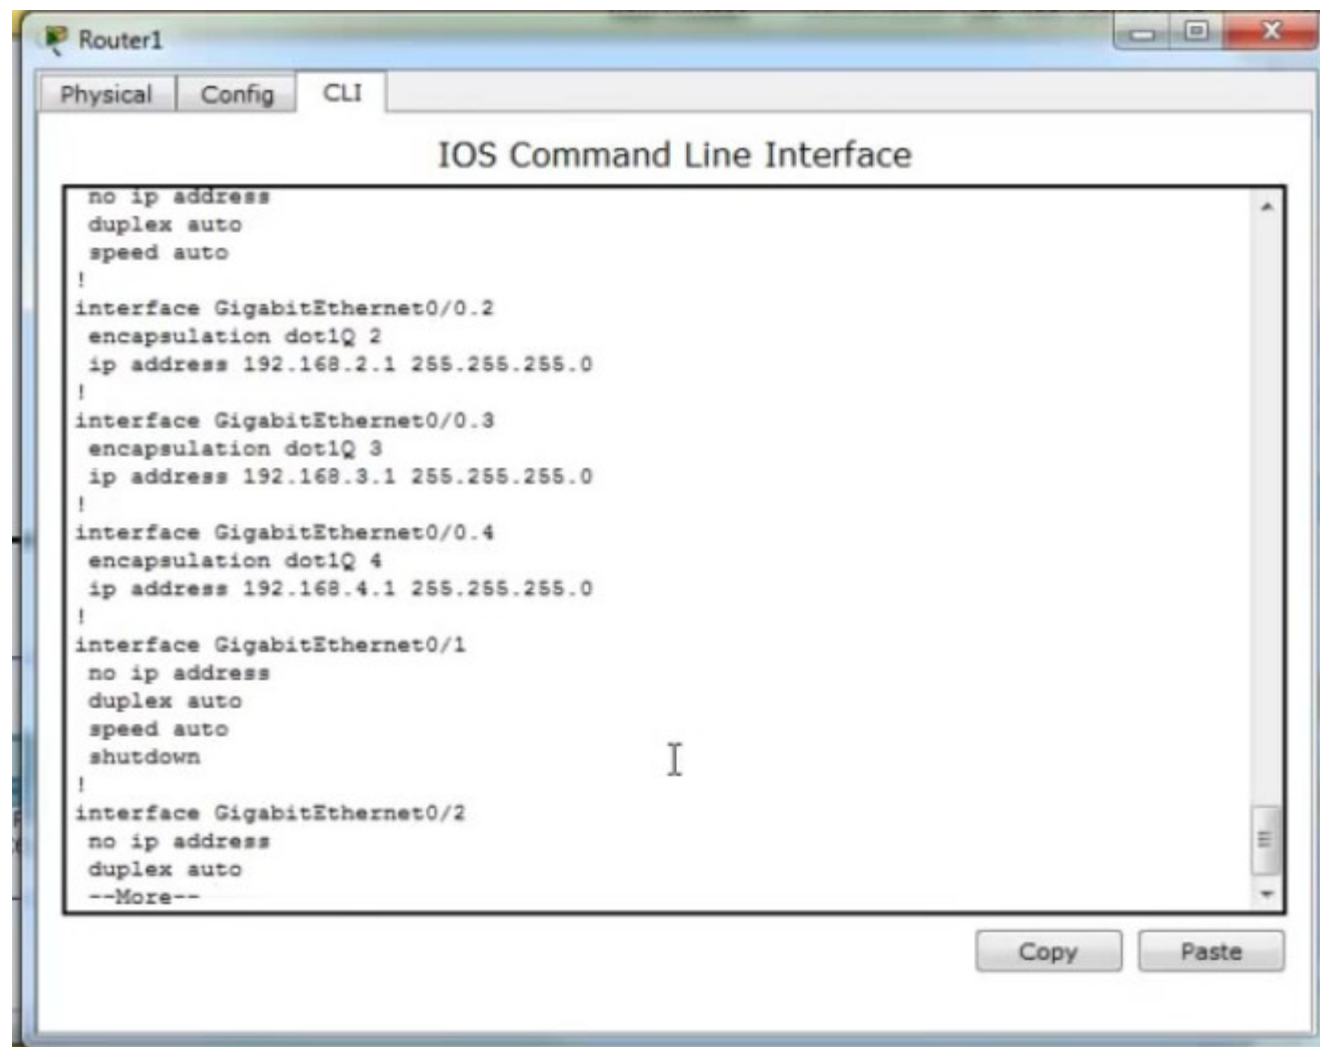 Router1
Physical Config CLI
IOS Command Line Interface
no ip address
duplex auto
speed auto
!
interface GigabitEthernet0/0.2
encapsulation dot1Q 2
ip address 192.168.2.1 255.255.255.0
!
interface GigabitEthernet0/0.3
encapsulation dot1Q 3
ip address 192.168.3.1 255.255.255.0
!
interface GigabitEthernet0/0.4
encapsulation dot1Q 4
ip address 192.168.4.1 255.255.255.0
!
interface GigabitEthernet0/1
no ip address
duplex auto
speed auto
shutdown
!
interface GigabitEthernet0/2
no ip address
duplex auto
--More--
Copy Paste